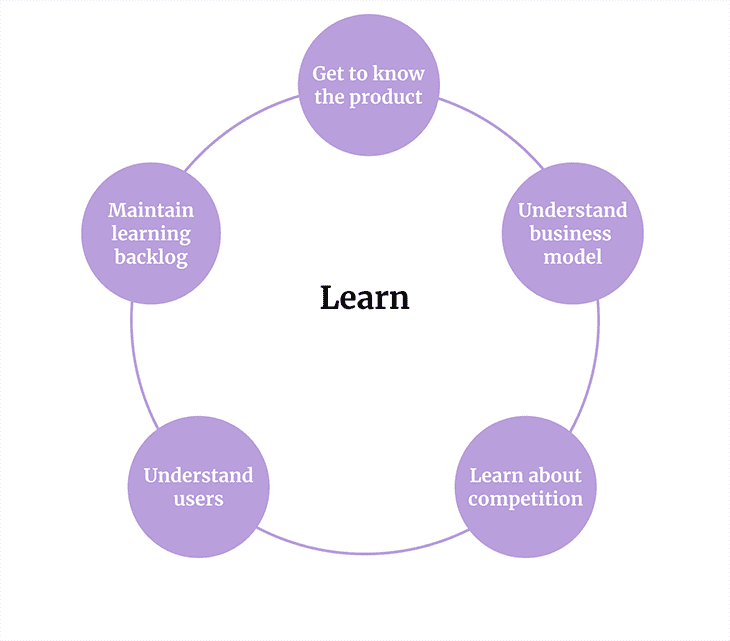 Get to know
the product
Understand
business
model
Learn about
competition
Understand
users
Maintain
learning
backlog
Learn